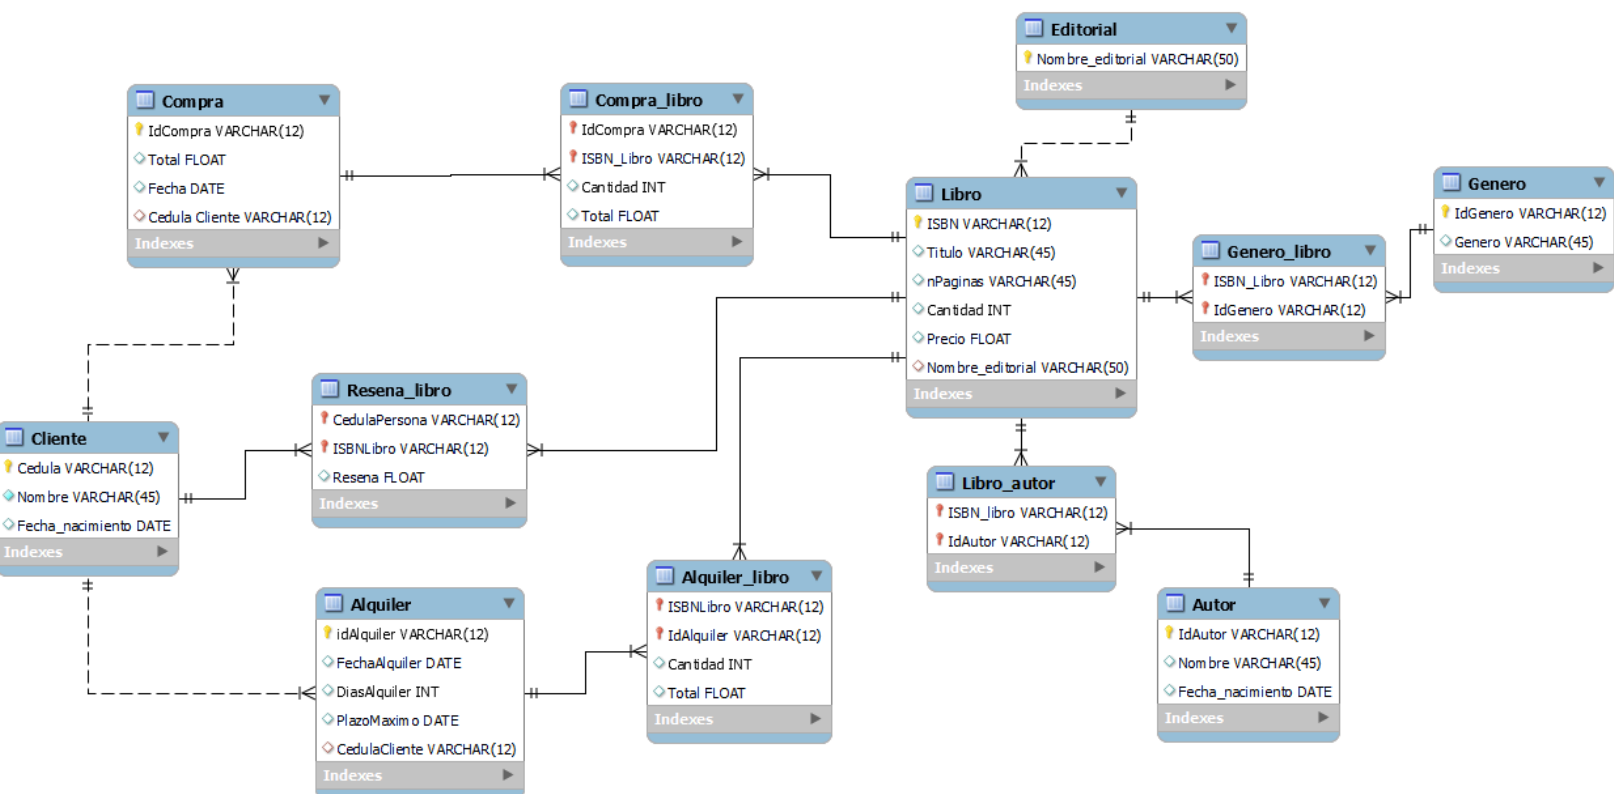 Editorial
Nombre_editorial VARCHAR(50)
Indexes
Compra
IdCompra VARCHAR(12)
Total FLOAT
Fecha DATE
Cedula Cliente VARCHAR(12)
Indexes
Compra_libro
IdCompra VARCHAR(12)
ISBN_Libro VARCHAR(12)
Cantidad INT
Total FLOAT
Indexes
Libro
ISBN VARCHAR(12)
Titulo VARCHAR(45)
nPaginas VARCHAR(45)
Cantidad INT
Precio FLOAT
Nombre_editorial VARCHAR(50)
Indexes
Genero
IdGenero VARCHAR(12)
Genero VARCHAR(45)
Indexes
Genero_libro
ISBN_Libro VARCHAR(12)
IdGenero VARCHAR(12)
Indexes
Resena_libro
CedulaPersona VARCHAR(12)
ISBNLibro VARCHAR(12)
Resena FLOAT
Indexes
Cliente
Cedula VARCHAR(12)
Nombre VARCHAR(45)
Fecha_nacimiento DATE
Indexes
Libro_autor
ISBN_libro VARCHAR(12)
IdAutor VARCHAR(12)
Indexes
Alquiler
idAlquiler VARCHAR(12)
FechaAlquiler DATE
DiasAlquiler INT
PlazoMaximo DATE
CedulaCliente VARCHAR(12)
Indexes
Alquiler_libro
ISBNLibro VARCHAR(12)
IdAlquiler VARCHAR(12)
Cantidad INT
Total FLOAT
Indexes
Autor
IdAutor VARCHAR(12)
Nombre VARCHAR(45)
Fecha_nacimiento DATE
Indexes